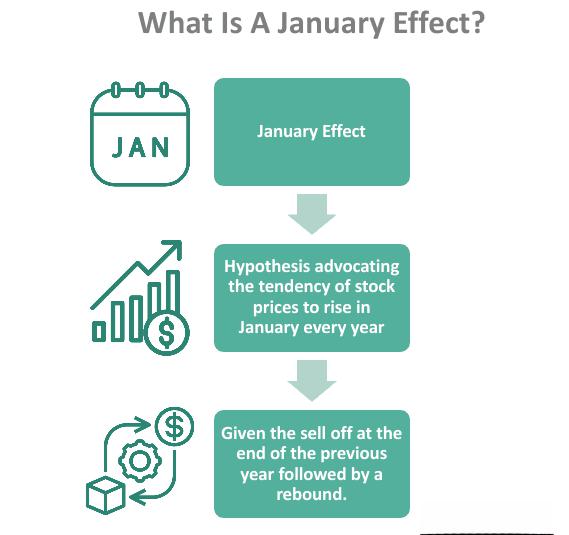 What Is A January Effect?
JAN
January Effect
Hypothesis advocating
the tendency of stock
prices to rise in
January every year
$
Given the sell off at the
end of the previous
year followed by a
rebound.
$